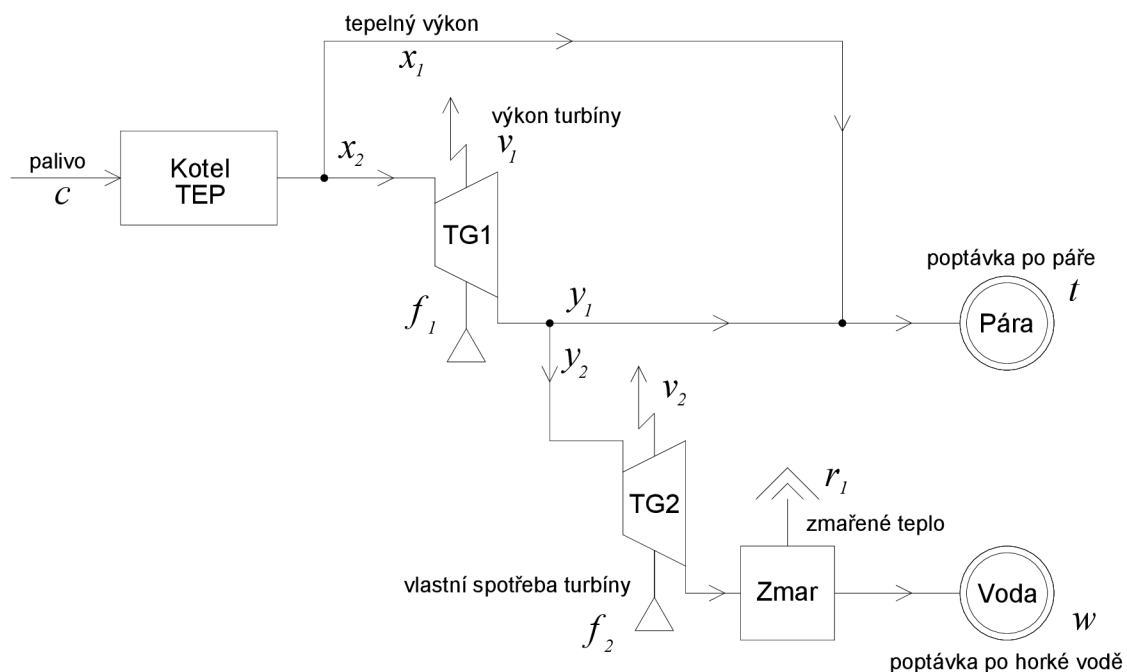 tepelný výkon
x1
výkon turbíny
v1
palivo
c
Kotel
TEP
x2
TG1
f1
y1
poptávka po páře
t
Pára
y2
v2
TG2
r1
zmařené teplo
vlastní spotřeba turbíny
f2
Zmar
Voda
w
poptávka po horké vodě